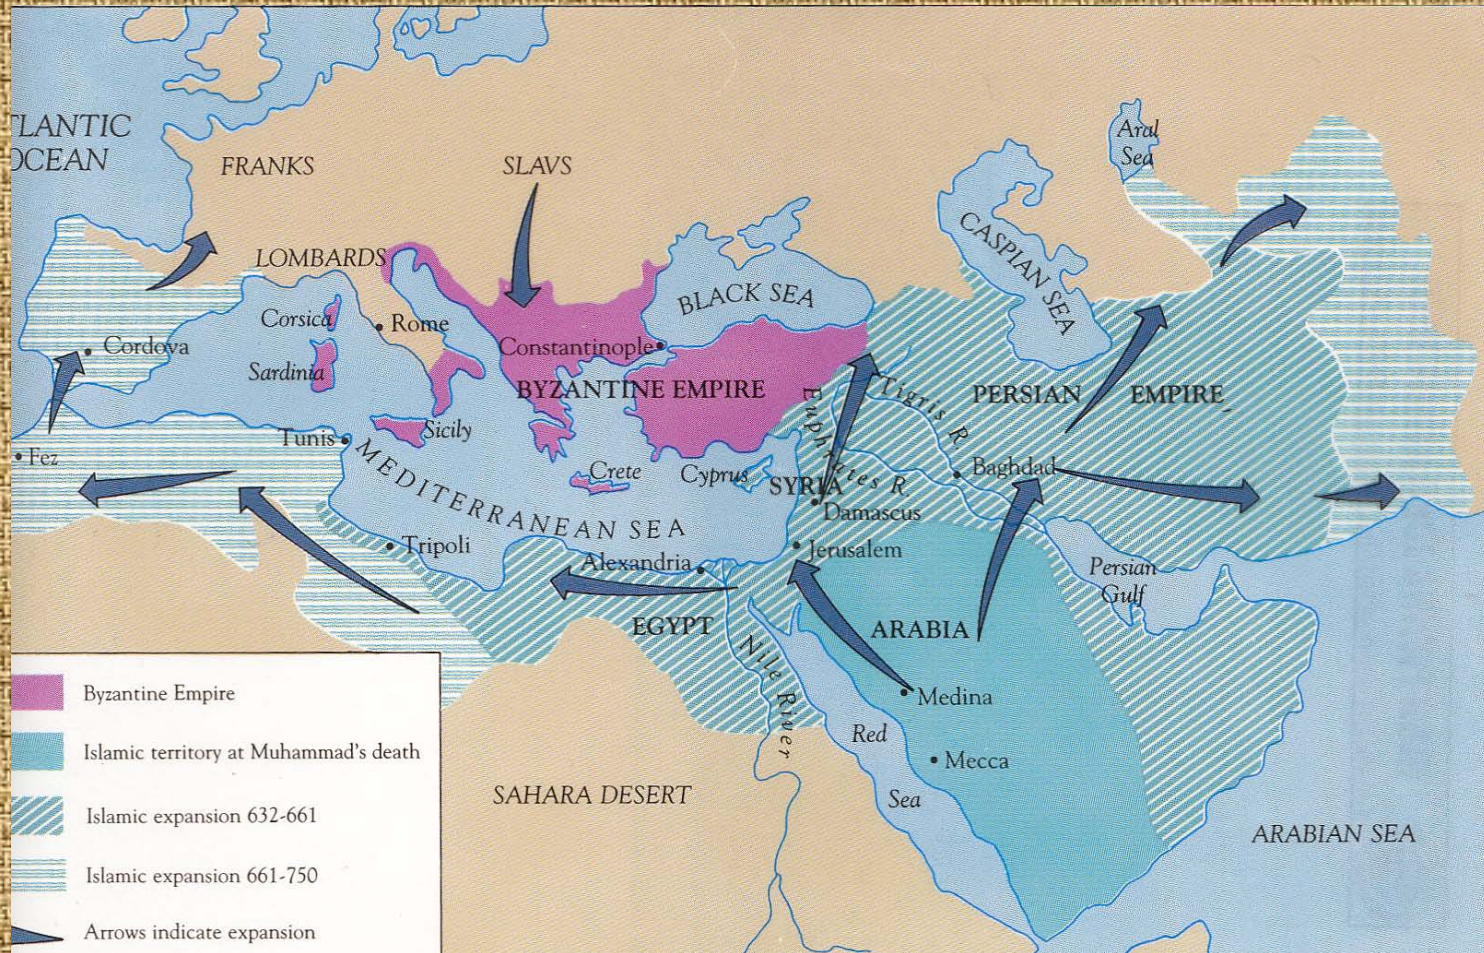 TLANTIC
OCEAN
FRANKS
SLAVS
Aral
Sea
LOMBARDS
CASPIAN SEA
BLACK SEA
Corsica
Rome
Cordova
Constantinople
Sardinia
BYZANTINE EMPIRE
Euphrates R
Tigris R
PERSIAN EMPIRE
Sicily
Tunis
Fez
MEDITERRANEAN SEA
Crete
Cyprus
SYRIA
Baghdad
Damascus
Tripoli
Alexandria
Jerusalem
Persian
Gulf
EGYPT
Nile River
ARABIA
Medina
Red
Sea
Mecca
SAHARA DESERT
ARABIAN SEA
Byzantine Empire
Islamic territory at Muhammad's death
Islamic expansion 632-661
Islamic expansion 661-750
Arrows indicate expansion